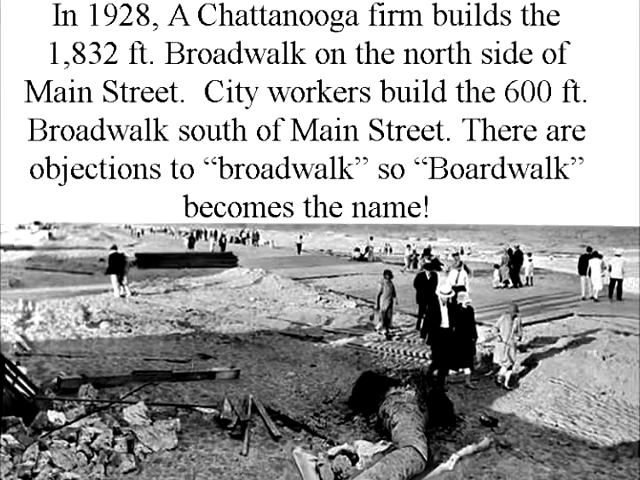 In 1928, A Chattanooga firm builds the
1,832 ft. Broadwalk on the north side of
Main Street.  City workers build the 600 ft.
Broadwalk south of Main Street. There are
objections to “broadwalk” so “Boardwalk”
becomes the name!